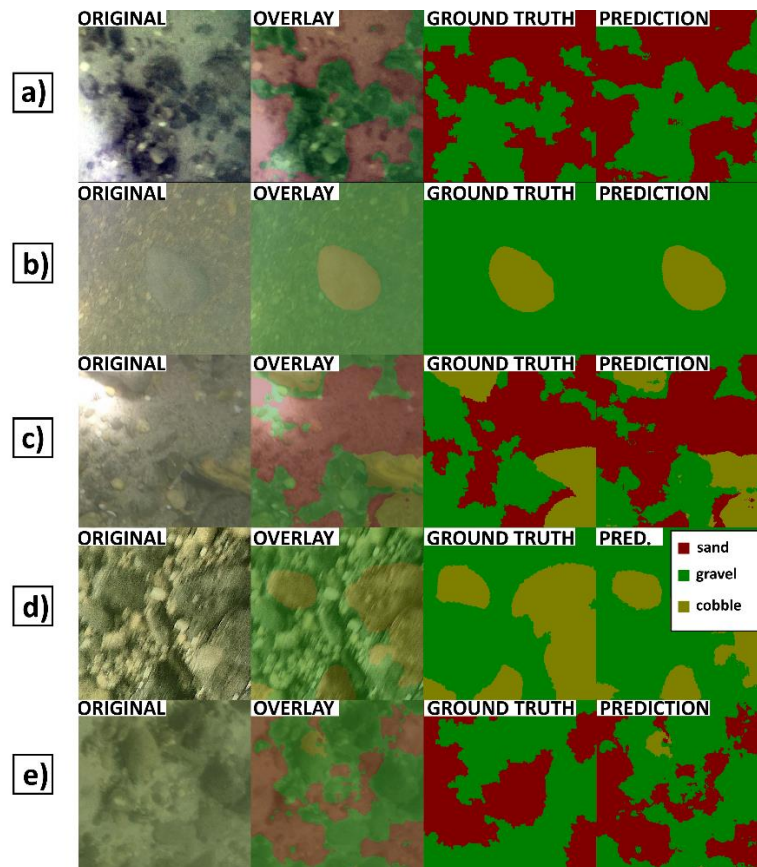 ORIGINAL OVERLAY GROUND TRUTH PREDICTION
a)
ORIGINAL OVERLAY GROUND TRUTH PREDICTION
b)
ORIGINAL OVERLAY GROUND TRUTH PREDICTION
c)
ORIGINAL OVERLAY GROUND TRUTH PRED.
sand
gravel
cobble
d)
ORIGINAL OVERLAY GROUND TRUTH PREDICTION
e)